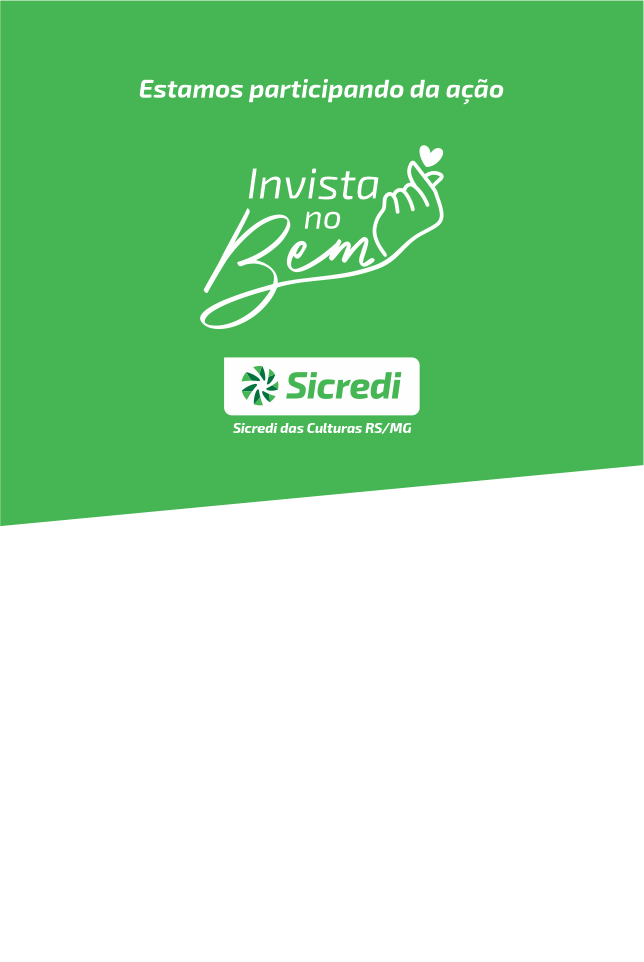 Estamos participando da ação
Invista
no
Bem
Sicredi
Sicredi das Culturas RS/MG